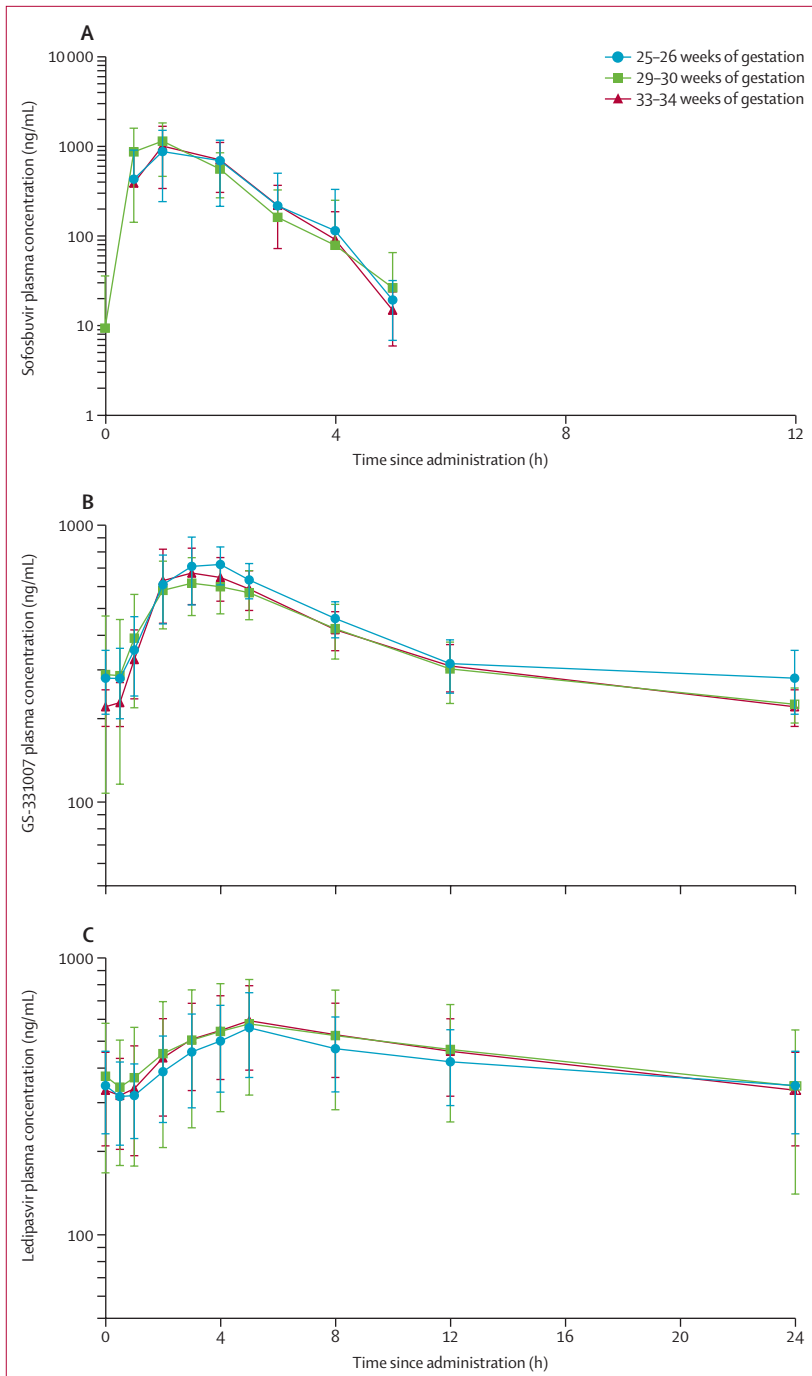 A
25–26 weeks of gestation
29–30 weeks of gestation
33–34 weeks of gestation
Sofosbuvir plasma concentration (ng/mL)
10 000
1000
100
10
1
0 4 8 12
Time since administration (h)
B
GS-331007 plasma concentration (ng/mL)
1000
100
C
Ledipasvir plasma concentration (ng/mL)
1000
100
0 4 8 12 16 20 24
Time since administration (h)